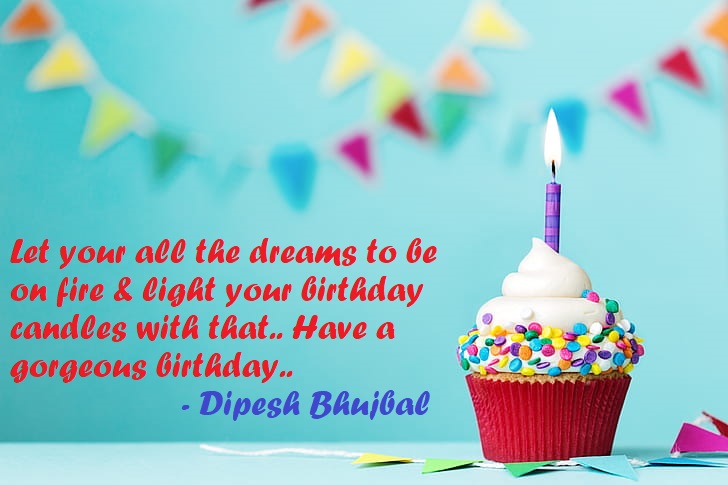 Let your all the dreams to be
on fire & light your birthday
candles with that.. Have a
gorgeous birthday..
- Dipesh Bhujbal